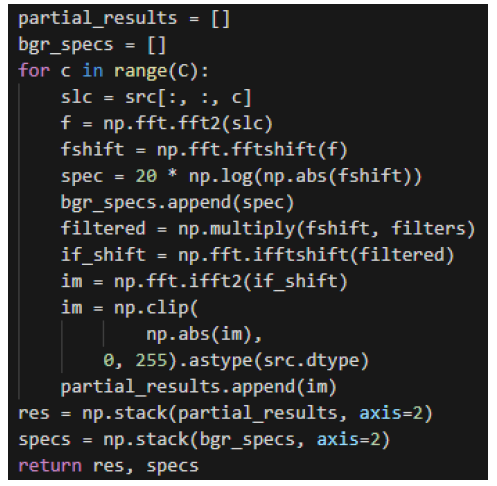 partial_results = []
bgr_specs = []
for c in range(C):
    slc = src[:, :, c]
    f = np.fft.fft2(slc)
    fshift = np.fft.fftshift(f)
    spec = 20 * np.log(np.abs(fshift))
    bgr_specs.append(spec)
    filtered = np.multiply(fshift, filters)
    if_shift = np.fft.ifftshift(filtered)
    im = np.fft.ifft2(if_shift)
    im = np.clip(
            np.abs(im),
        0, 255).astype(src.dtype)
    partial_results.append(im)
res = np.stack(partial_results, axis=2)
specs = np.stack(bgr_specs, axis=2)
return res, specs